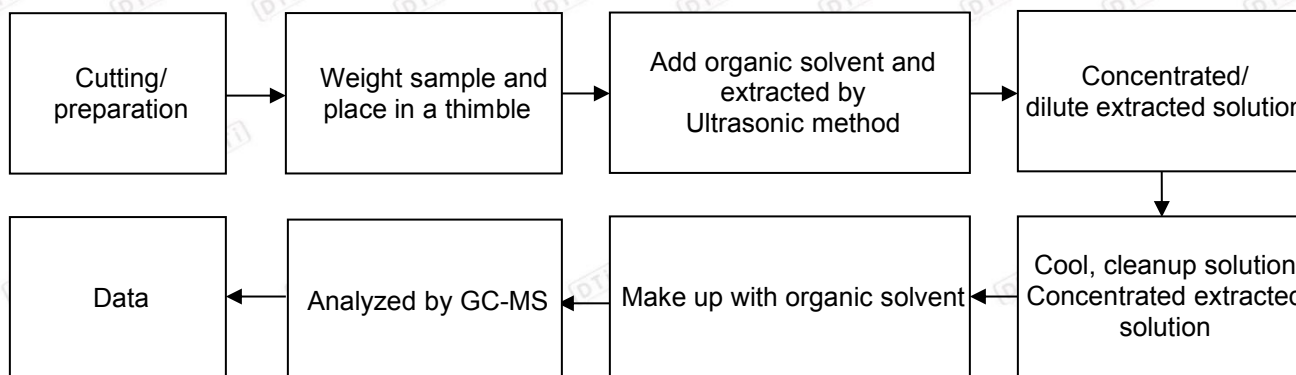 Cutting/
preparation
Weight sample and
place in a thimble
Add organic solvent and
extracted by
Ultrasonic method
Concentrated/
dilute extracted solution
Cool, cleanup solution
Concentrated extracted
solution
Make up with organic solvent
Analyzed by GC-MS
Data